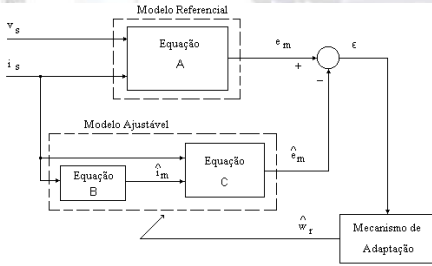 Modelo Referencial
v s
i s
Equação
A
e m
+
−
ε
Modelo Ajustável
Equação
B
^
i m
Equação
C
^
e m
^
w r
Mecanismo de
Adaptação